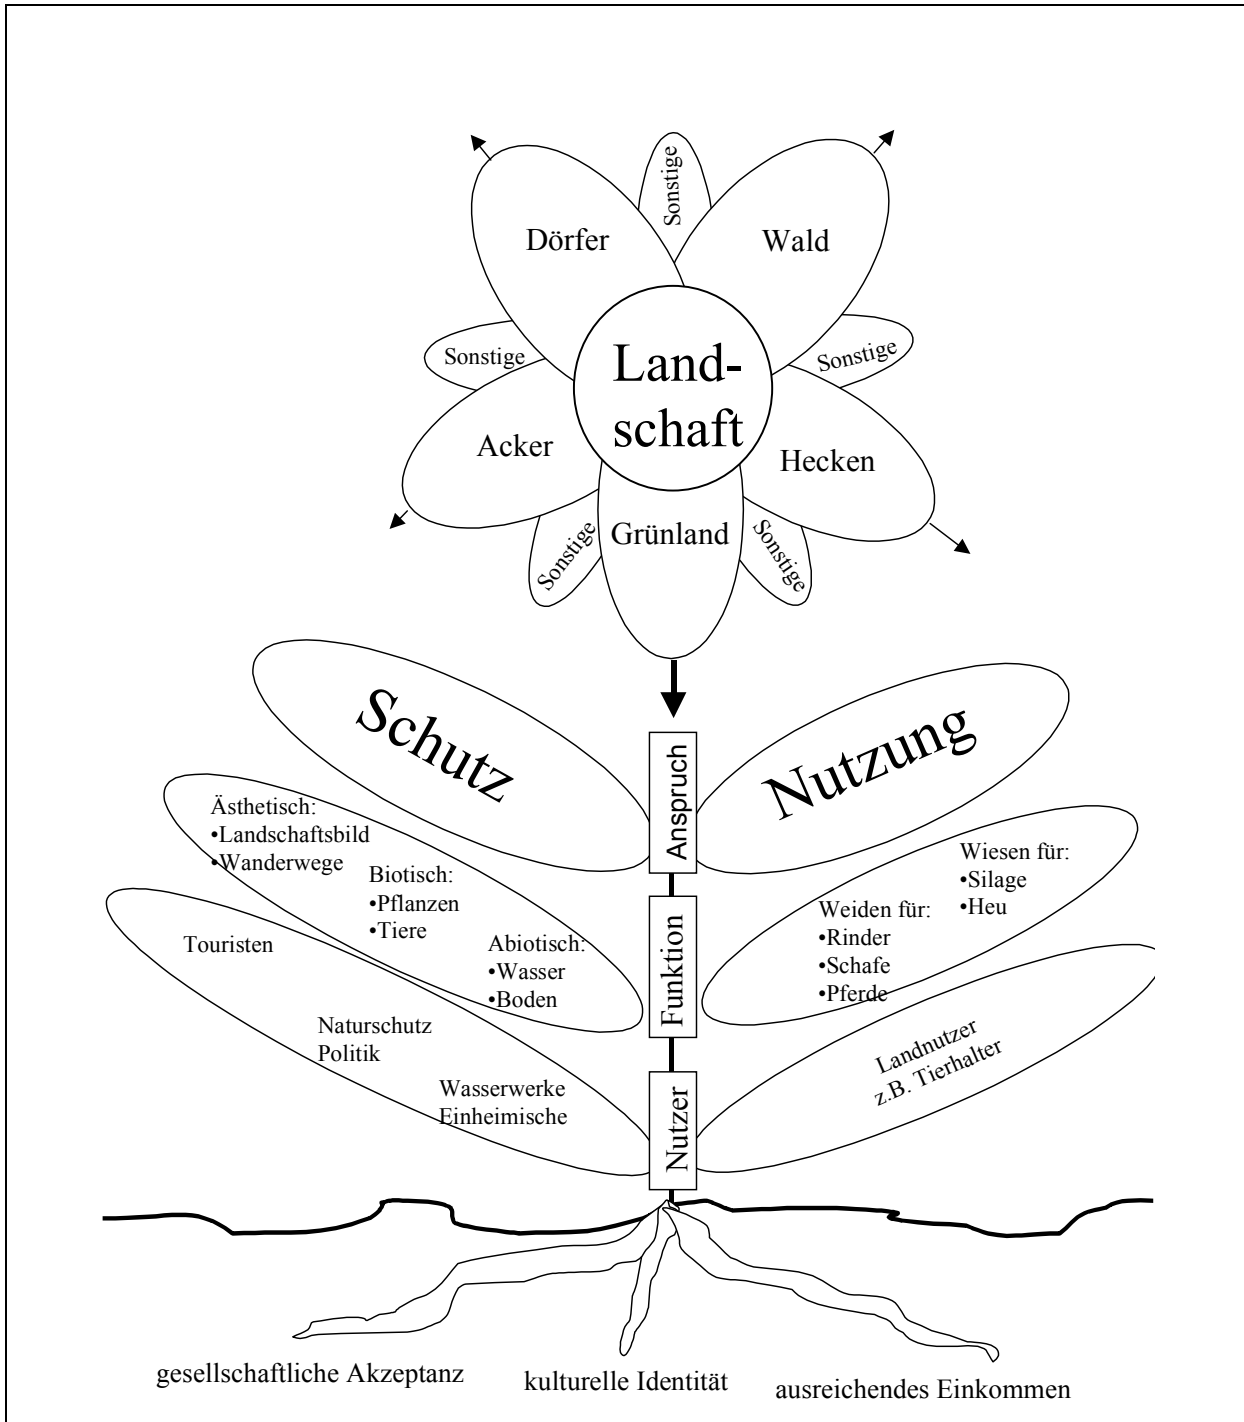 Sonstige
Dörfer
Wald
Sonstige
Land-
schaft
Sonstige
Acker
Hecken
Sonstige
Grünland
Sonstige
Schutz
Anspruch
Nutzung
Ästhetisch:
•Landschaftsbild
•Wanderwege
Biotisch:
•Pflanzen
•Tiere
Abiotisch:
•Wasser
•Boden
Funktion
Wiesen für:
•Silage
•Heu
Weiden für:
•Rinder
•Schafe
•Pferde
Touristen
Naturschutz
Politik
Wasserwerke
Einheimische
Nutzer
Landnutzer
z.B. Tierhalter
gesellschaftliche Akzeptanz
kulturelle Identität
ausreichendes Einkommen